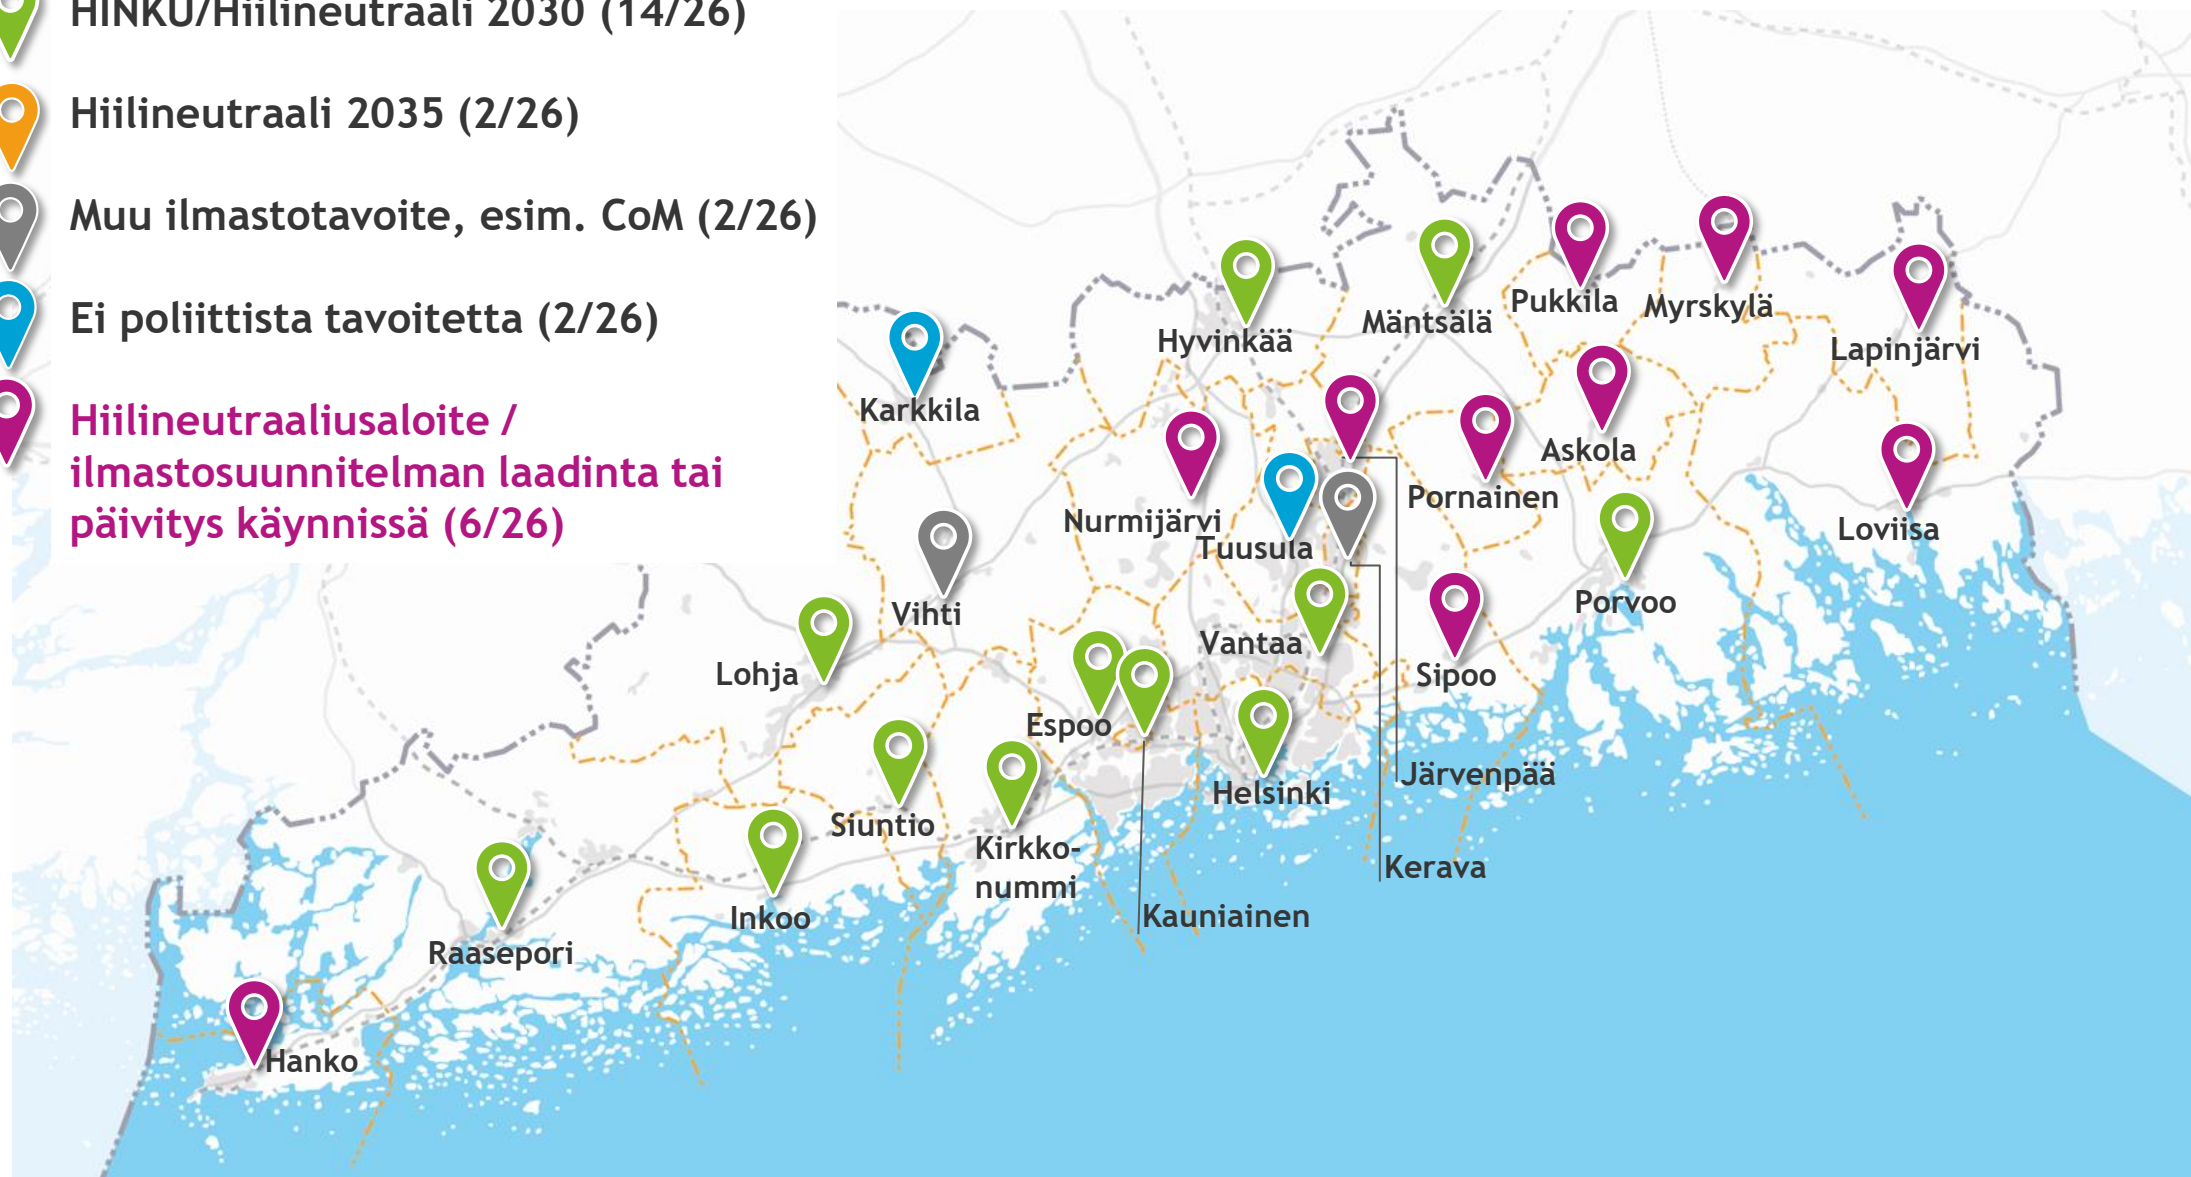 HINKU/Hiilineutraali 2030 (14/26)
Hiilineutraali 2035 (2/26)
Muu ilmastotavoite, esim. CoM (2/26)
Ei poliittista tavoitetta (2/26)
Hiilineutraaliusaloite /
ilmastosuunnitelman laadinta tai
päivitys käynnissä (6/26)
Pukkila
Myrskylä
Mäntsälä
Hyvinkää
Lapinjärvi
Karkkila
Askola
Pornainen
Nurmijärvi
Loviisa
Tuusula
Porvoo
Vihti
Vantaa
Lohja
Sipoo
Espoo
Järvenpää
Helsinki
Siuntio
Kirkko-
nummi
Kerava
Inkoo
Kauniainen
Raasepori
Hanko